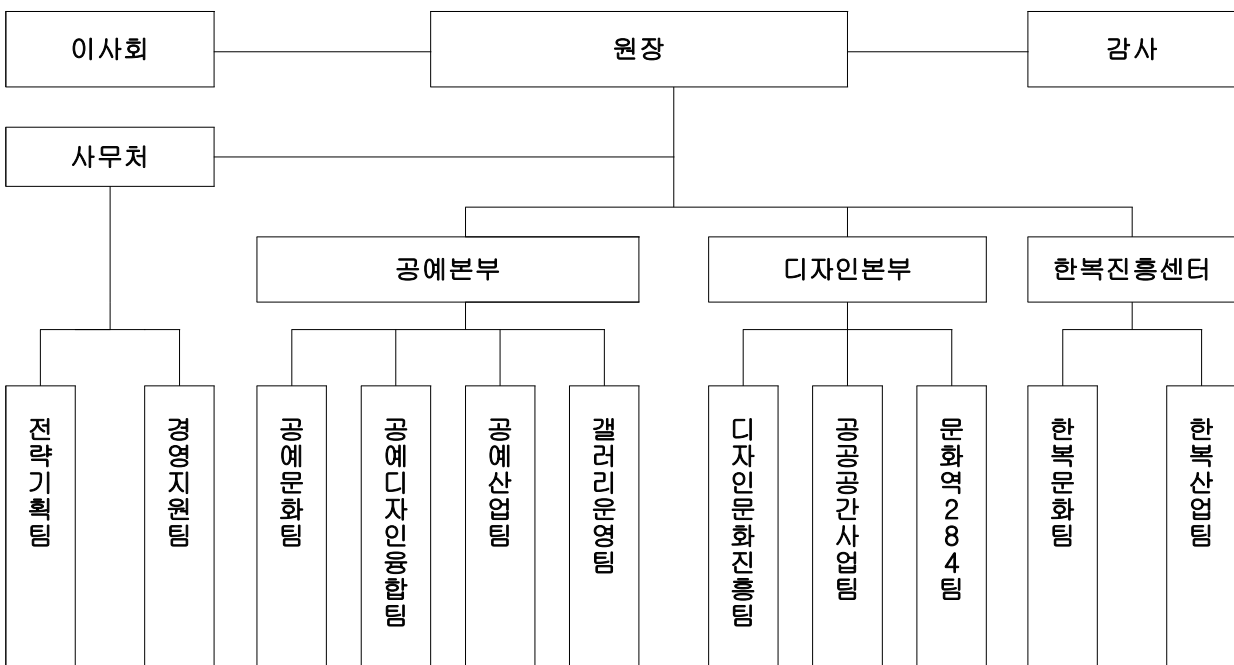 이사회
원장
감사
사무처
공예본부
디자인본부
한복진흥센터
전략기획팀
경영지원팀
공예문화팀
공예디자인융합팀
공예산업팀
갤러리운영팀
디자인문화진흥팀
공공공간사업팀
문화역284팀
한복문화팀
한복산업팀